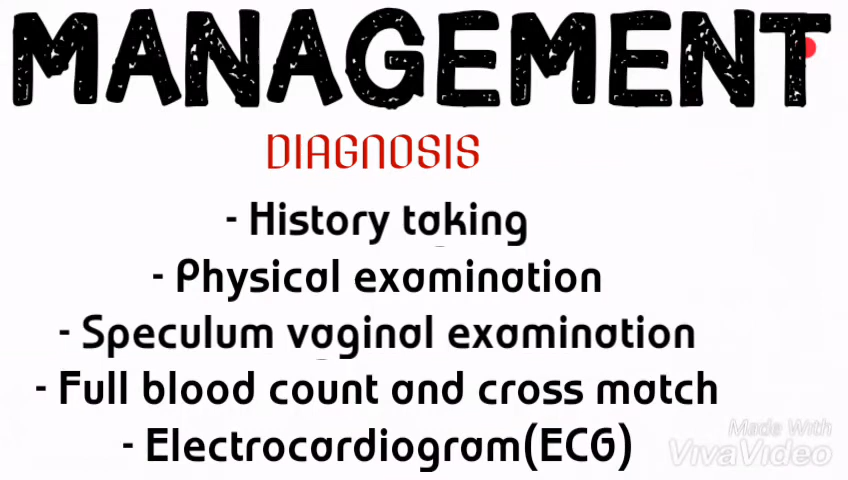 MANAGEMENT
DIAGNOSIS
- History taking
- Physical examination
- Speculum vaginal examination
- Full blood count and cross match
- Electrocardiogram(ECG)
Made With
VivaVideo